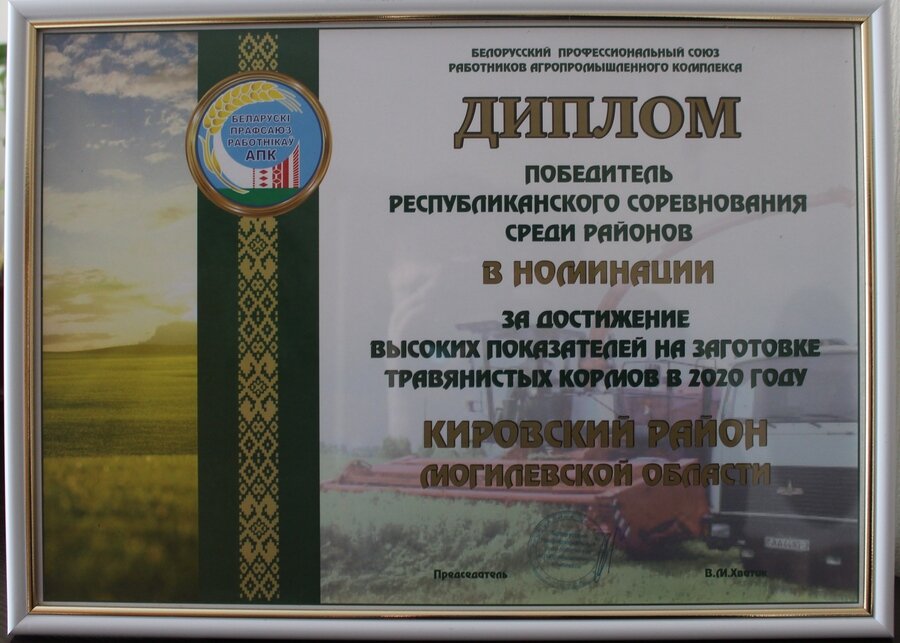 БЕЛОРУССКИЙ ПРОФЕССИОНАЛЬНЫЙ СОЮЗ
РАБОТНИКОВ АГРОПРОМЫШЛЕННОГО КОМПЛЕКСА
БЕЛАРУСКІ
ПРАФСАЮЗ
РАБОТНІКАЎ
АПК
ДИПЛОМ
ПОБЕДИТЕЛЬ
РЕСПУБЛИКАНСКОГО СОРЕВНОВАНИЯ
СРЕДИ РАЙОНОВ
В НОМИНАЦИИ
ЗА ДОСТИЖЕНИЕ
ВЫСОКИХ ПОКАЗАТЕЛЕЙ НА ЗАГОТОВКЕ
ТРАВЯНИСТЫХ КОРМОВ В 2020 ГОДУ
КИРОВСКИЙ РАЙОН
МОГИЛЕВСКОЙ ОБЛАСТИ
Председатель В.И.Хватик